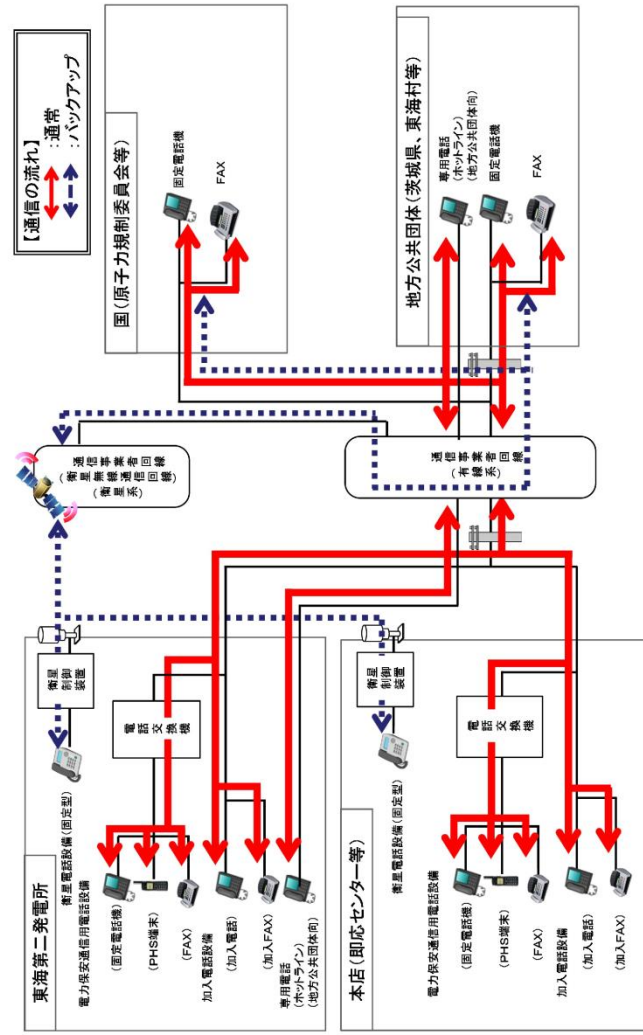 【通信の流れ】
:通常
:バックアップ
東海第二発電所
衛星電話設備(固定型)
衛星
制御
装置
電力保安通信用電話設備
(固定電話機)
(PHS端末)
(FAX)
電話
交換
機
加入電話設備
(加入電話)
(加入FAX)
専用電話
(ホットライン)
(地方公共団体向)
本店(即応センター等)
衛星電話設備(固定型)
衛星
制御
装置
電力保安通信用電話設備
(固定電話機)
(PHS端末)
(FAX)
電話
交換
機
加入電話設備
(加入電話)
(加入FAX)
通信事業者回線
(衛星無線通信回線)
(衛星系)
通信事業者回線
(有線系)
国(原子力規制委員会等)
固定電話機
FAX
地方公共団体(茨城県、東海村等)
専用電話
(ホットライン)
(地方公共団体向)
固定電話機
FAX